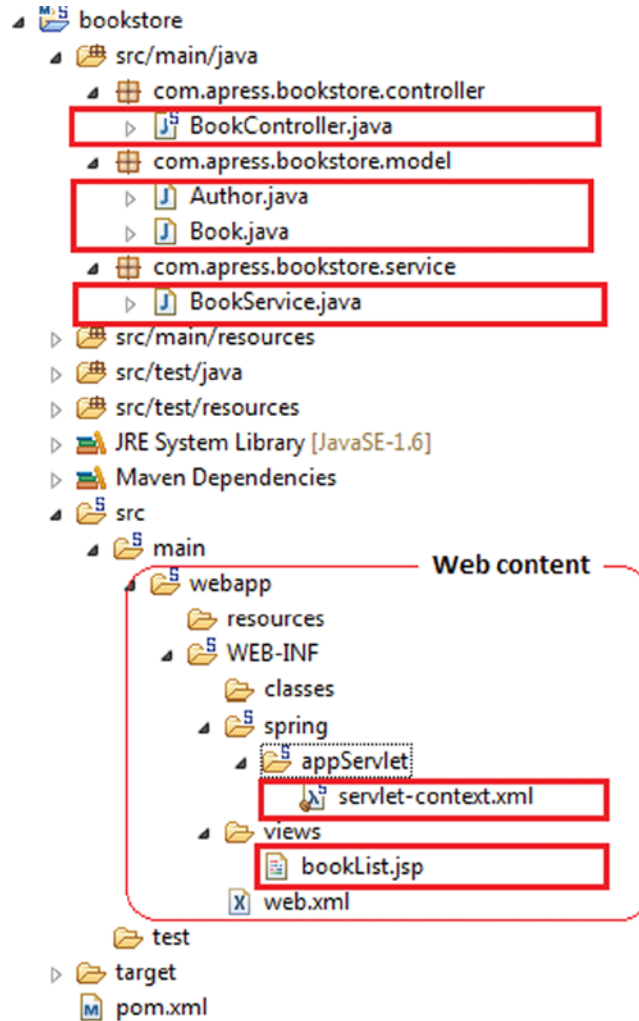 bookstore
src/main/java
com.apress.bookstore.controller
BookController.java
com.apress.bookstore.model
Author.java
Book.java
com.apress.bookstore.service
BookService.java
src/main/resources
src/test/java
src/test/resources
JRE System Library [JavaSE-1.6]
Maven Dependencies
src
main
Web content
webapp
resources
WEB-INF
classes
spring
appServlet
servlet-context.xml
views
bookList.jsp
web.xml
test
target
pom.xml